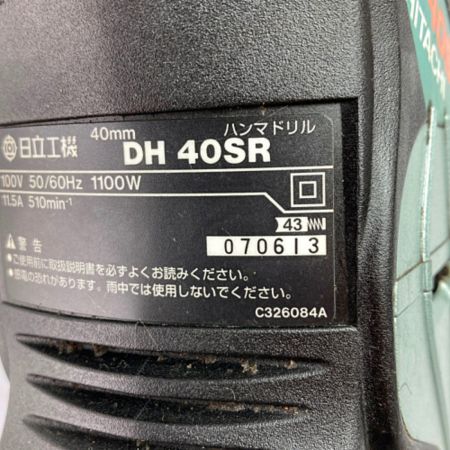 HITACHI
日立工機 40mm ハンマドリル
DH 40SR
100V 50/60Hz 1100W
11.5A 510min⁻¹
43
070613
警告
●ご使用前に取扱説明書を必ずよくお読みください。
●感電の恐れがあります。雨中では使用しないでください。
C326084A